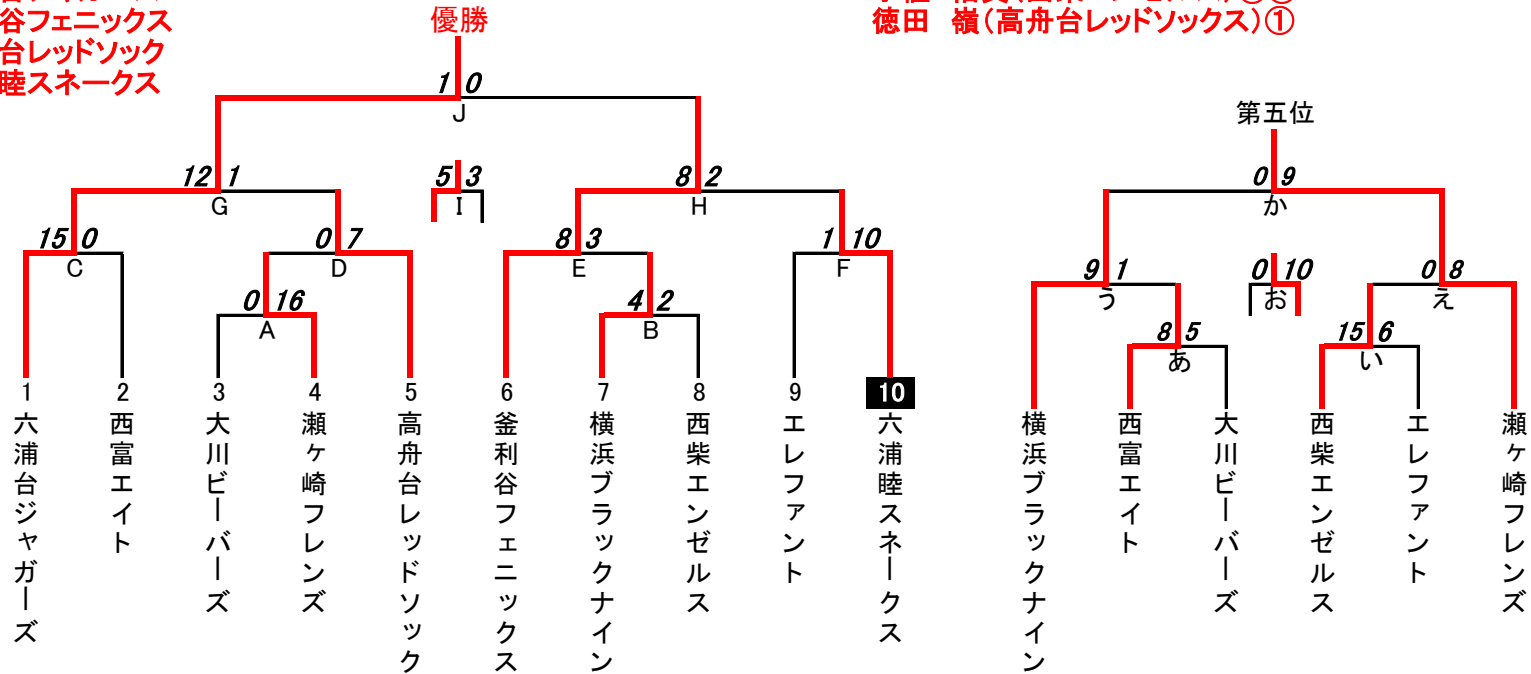 谷フェニックス
台レッドソック
睦スネークス
優勝
徳田 嶺(高舟台レッドソックス)①
1 0
J
第五位
12 1
G
5 3
I
8 2
H
0 9
か
15 0
C
0 7
D
8 3
E
1 10
F
9 1
う
0 10
お
0 8
え
0 16
A
4 2
B
8 5
あ
15 6
い
1
2
3
4
5
6
7
8
9
10
六浦台ジャガーズ
西富エイト
大川ビーバーズ
瀬ヶ崎フレンズ
高舟台レッドソック
釜利谷フェニックス
横浜ブラックナイン
西柴エンゼルス
エレファント
六浦睦スネークス
横浜ブラックナイン
西富エイト
大川ビーバーズ
西柴エンゼルス
エレファント
瀬ヶ崎フレンズ